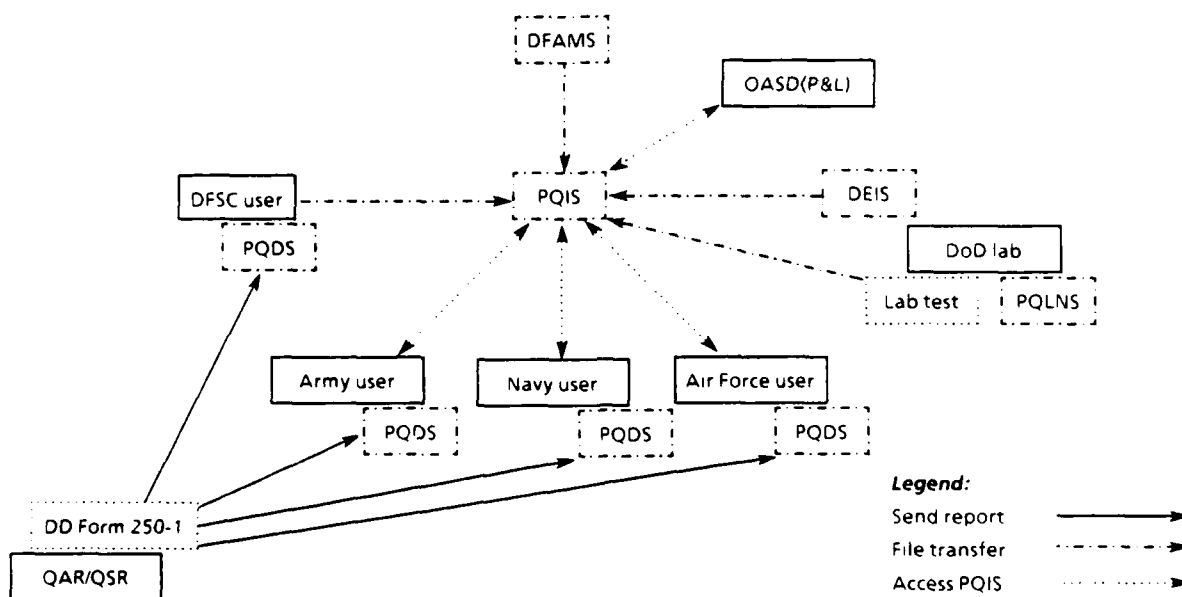 DFAMS
OASD(P&L)
DFSC user
PQIS
DEIS
PQDS
DoD lab
Lab test
PQLNS
Army user
Navy user
Air Force user
PQDS
PQDS
PQDS
DD Form 250-1
QAR/QSR
Legend:
Send report
File transfer
Access PQIS